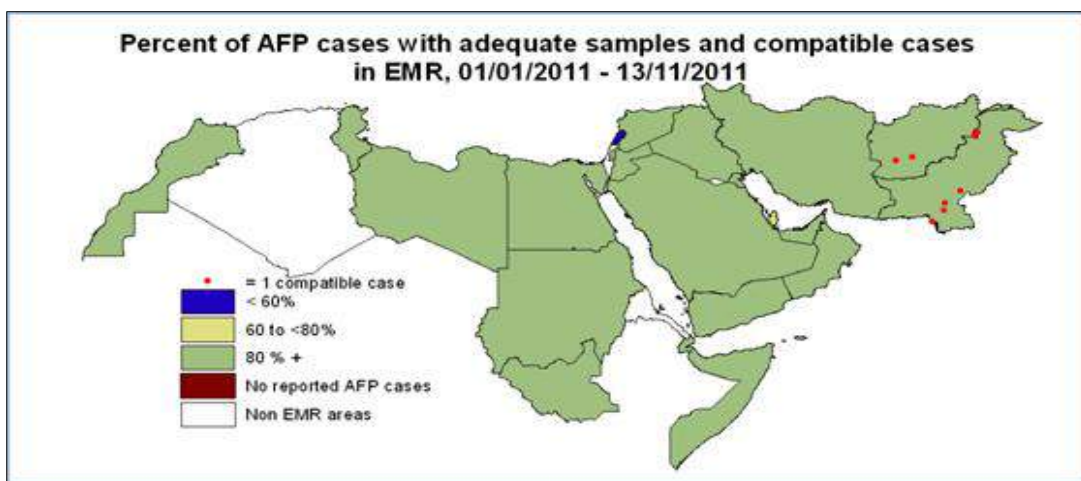 Percent of AFP cases with adequate samples and compatible cases
in EMR, 01/01/2011 - 13/11/2011
= 1 compatible case
< 60%
60 to <80%
80 % +
No reported AFP cases
Non EMR areas